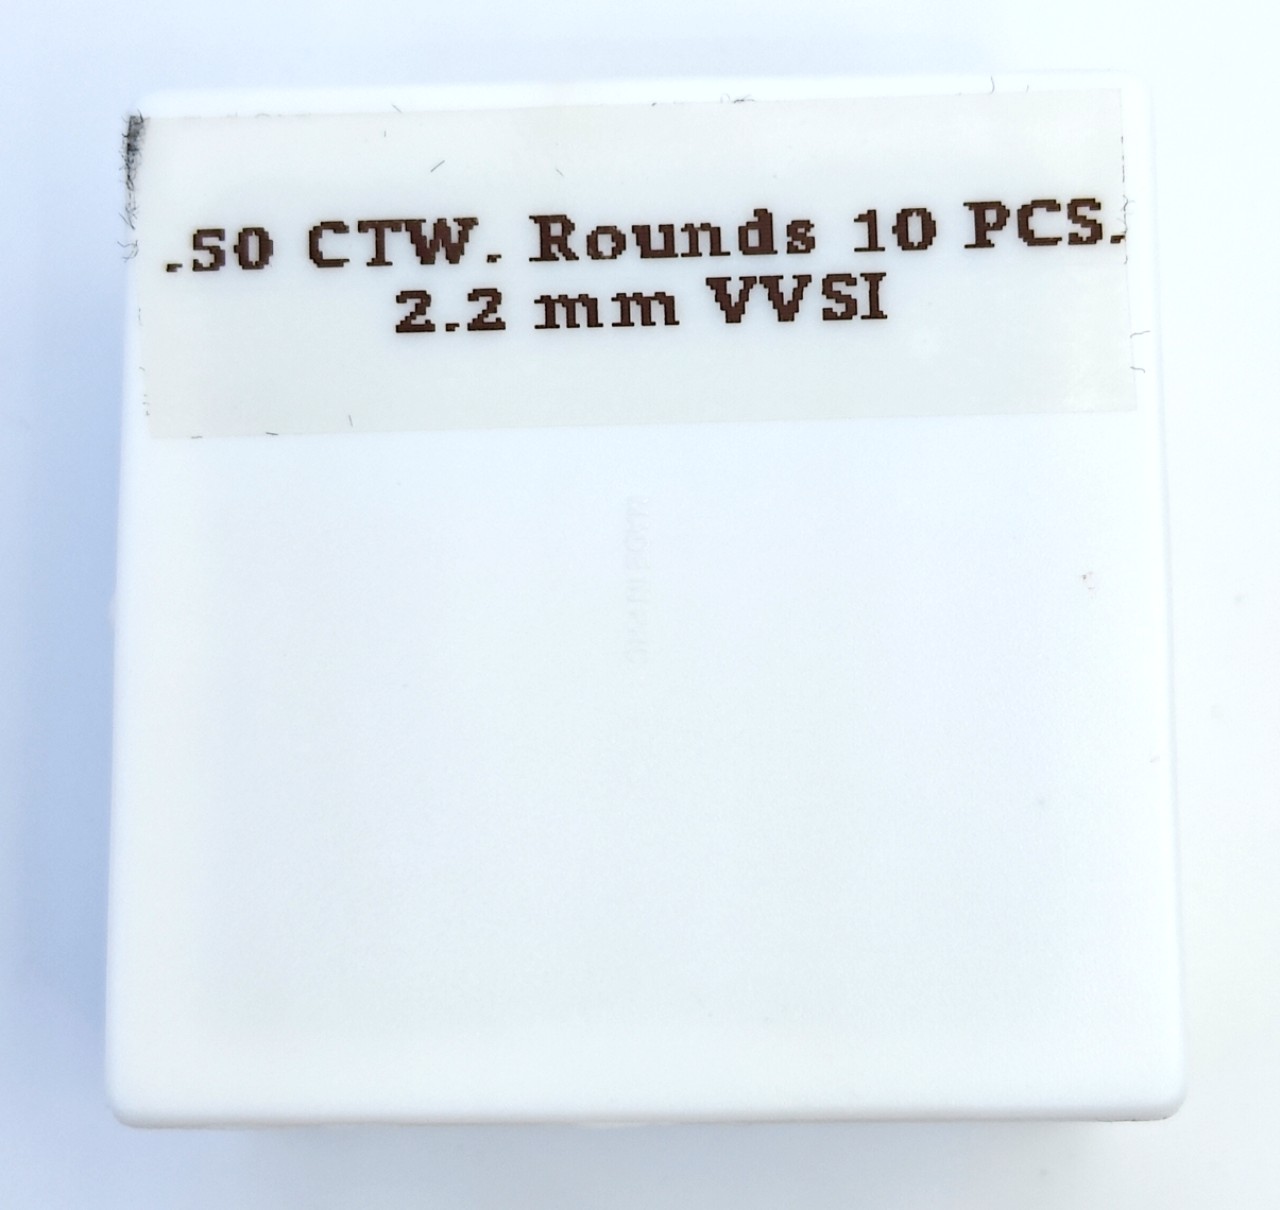 .50 CTW. Rounds 10 PCS.
2.2 mm VVSI